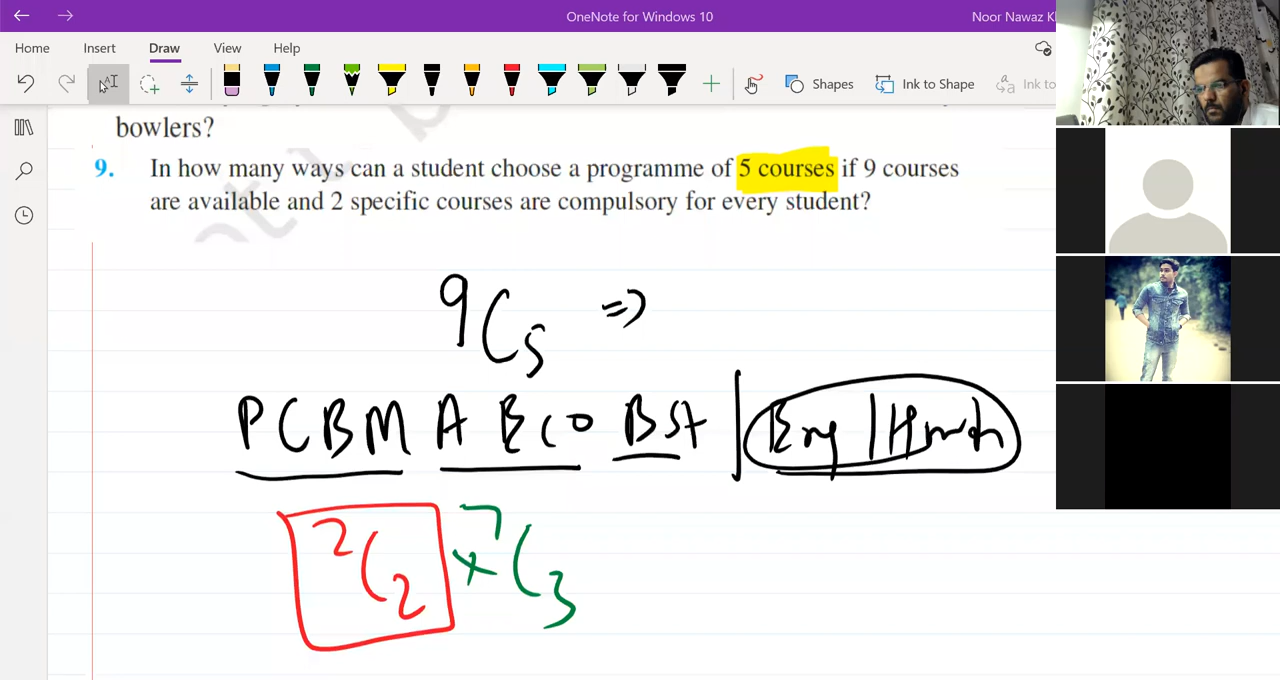 OneNote for Windows 10
Noor Nawaz K
Home Insert Draw View Help
Shapes Ink to Shape Ink to
bowlers?
9. In how many ways can a student choose a programme of 5 courses if 9 courses
are available and 2 specific courses are compulsory for every student?
9C5 =>
P C B M A Eco BSt | Eng |
2C2 x 7C3